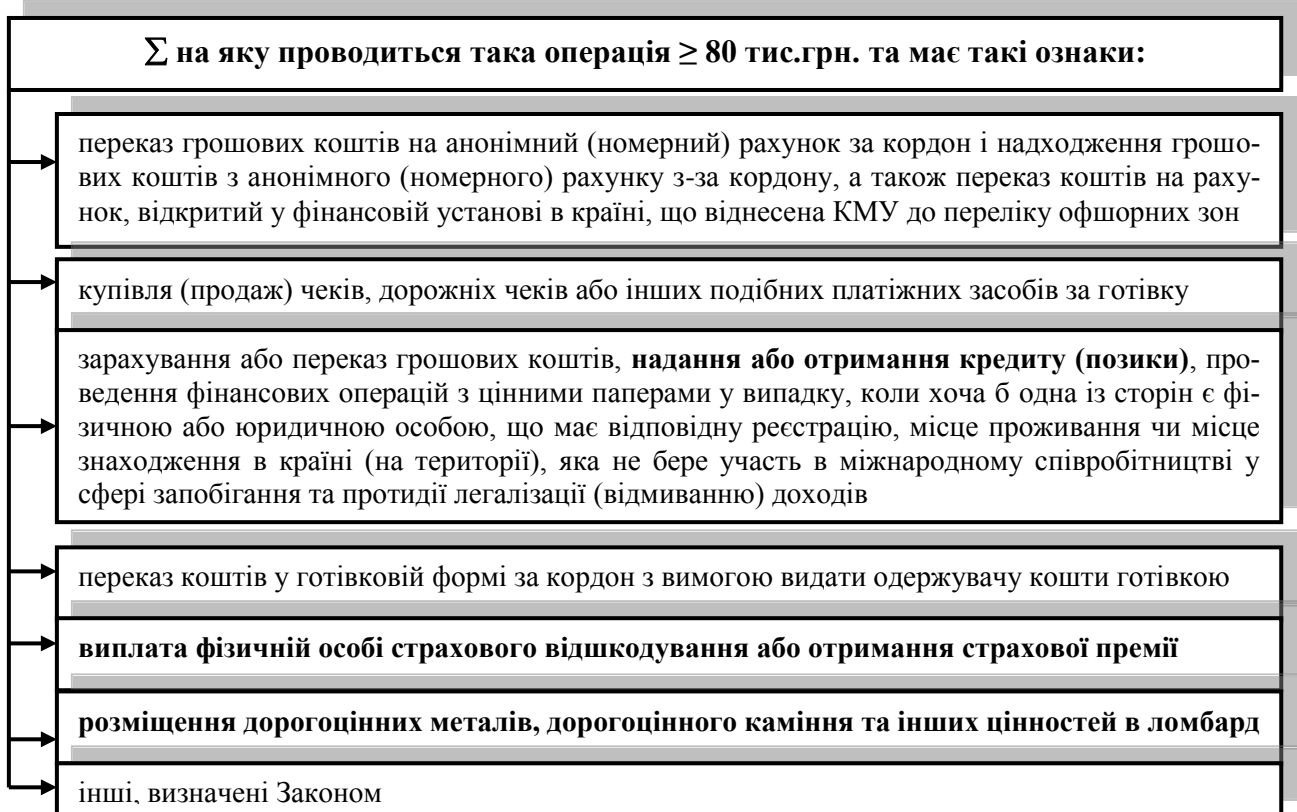 ∑ на яку проводиться така операція ≥ 80 тис.грн. та має такі ознаки:
переказ грошових коштів на анонімний (номерний) рахунок за кордон і надходження грошо-
вих коштів з анонімного (номерного) рахунку з-за кордону, а також переказ коштів на раху-
нок, відкритий у фінансовій установі в країні, що віднесена КМУ до переліку офшорних зон
купівля (продаж) чеків, дорожніх чеків або інших подібних платіжних засобів за готівку
зарахування або переказ грошових коштів, надання або отримання кредиту (позики), про-
ведення фінансових операцій з цінними паперами у випадку, коли хоча б одна із сторін є фі-
зичною або юридичною особою, що має відповідну реєстрацію, місце проживання чи місце
знаходження в країні (на території), яка не бере участь в міжнародному співробітництві у
сфері запобігання та протидії легалізації (відмиванню) доходів
переказ коштів у готівковій формі за кордон з вимогою видати одержувачу кошти готівкою
виплата фізичній особі страхового відшкодування або отримання страхової премії
розміщення дорогоцінних металів, дорогоцінного каміння та інших цінностей в ломбард
інші, визначені Законом